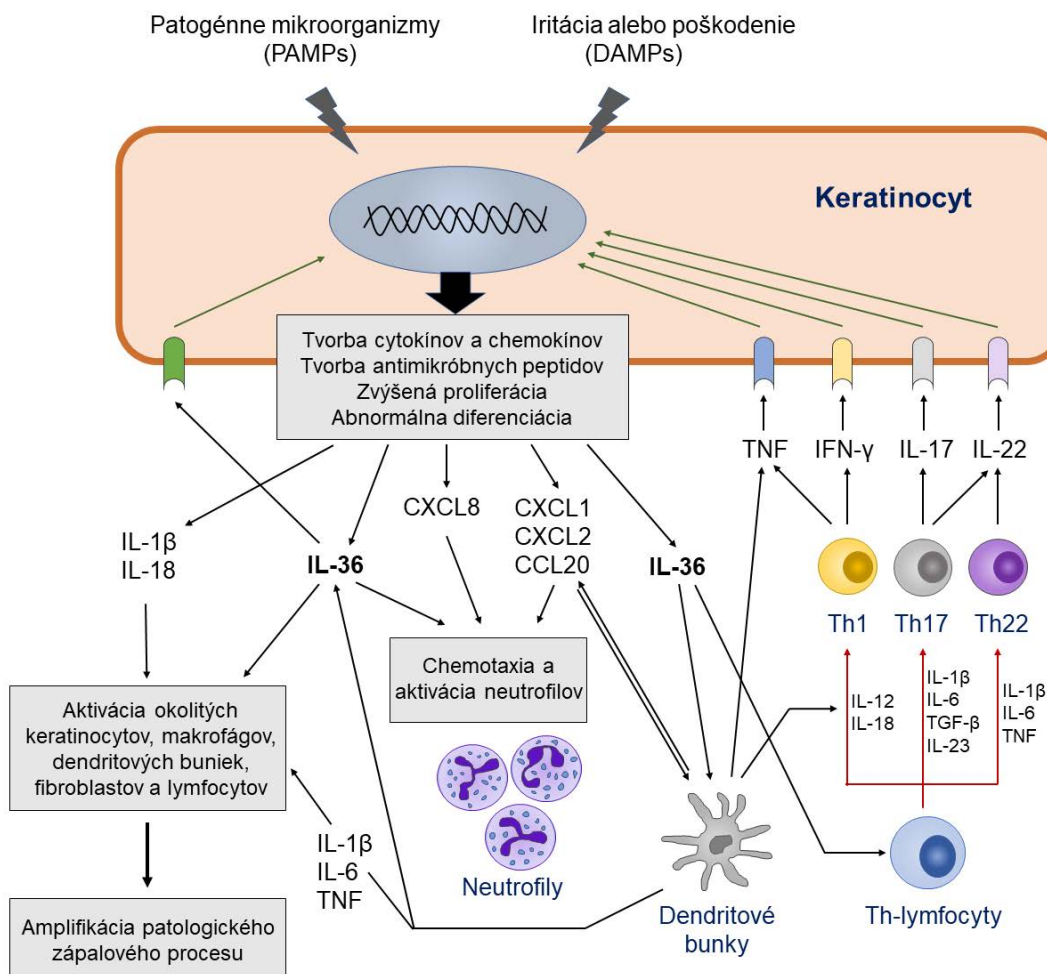 Patogénne mikroorganizmy
(PAMPs)
Iritácia alebo poškodenie
(DAMPs)
Keratinocyt
Tvorba cytokínov a chemokínov
Tvorba antimikróbnych peptidov
Zvýšená proliferácia
Abnormálna diferenciácia
TNF
IFN-γ
IL-17
IL-22
IL-1β
IL-18
IL-36
CXCL8
CXCL1
CXCL2
CCL20
IL-36
Th1
Th17
Th22
Chemotaxia a
aktivácia neutrofilov
Aktivácia okolitých
keratinocytov, makrofágov,
dendritových buniek,
fibroblastov a lymfocytov
IL-12
IL-18
IL-1β
IL-6
TGF-β
IL-23
IL-1β
IL-6
TNF
IL-1β
IL-6
TNF
Neutrofily
Dendritové
bunky
Th-lymfocyty
Amplifikácia patologického
zápalového procesu